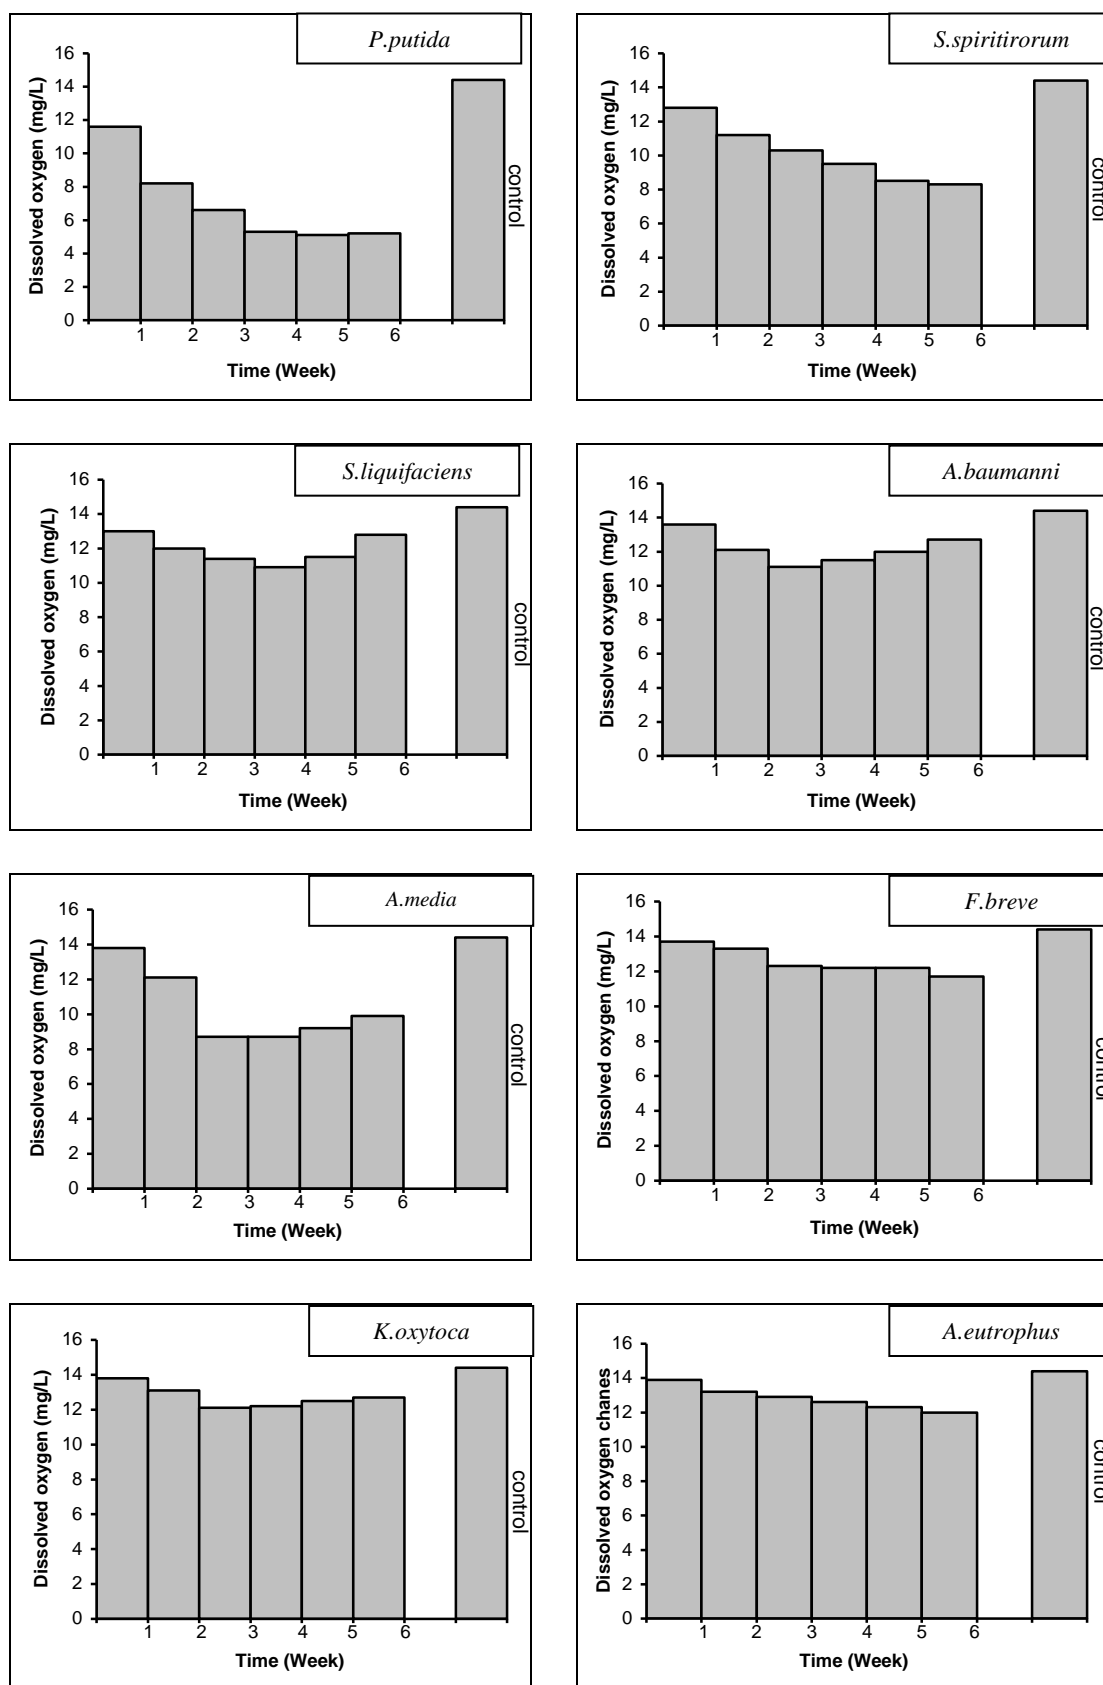 P.putida
Dissolved oxygen (mg/L)
16
14
12
10
8
6
4
2
0
1 2 3 4 5 6
Time (Week)
control
S.spiritirorum
Dissolved oxygen (mg/L)
16
14
12
10
8
6
4
2
0
1 2 3 4 5 6
Time (Week)
control
S.liquifaciens
Dissolved oxygen (mg/L)
16
14
12
10
8
6
4
2
0
1 2 3 4 5 6
Time (Week)
control
A.baumanni
Dissolved oxygen (mg/L)
16
14
12
10
8
6
4
2
0
1 2 3 4 5 6
Time (Week)
control
A.media
Dissolved oxygen (mg/L)
16
14
12
10
8
6
4
2
0
1 2 3 4 5 6
Time (Week)
control
F.breve
Dissolved oxygen (mg/L)
16
14
12
10
8
6
4
2
0
1 2 3 4 5 6
Time (Week)
control
K.oxytoca
Dissolved oxygen (mg/L)
16
14
12
10
8
6
4
2
0
1 2 3 4 5 6
Time (Week)
control
A.eutrophus
Dissolved oxygen chanes
16
14
12
10
8
6
4
2
0
1 2 3 4 5 6
Time (Week)
control